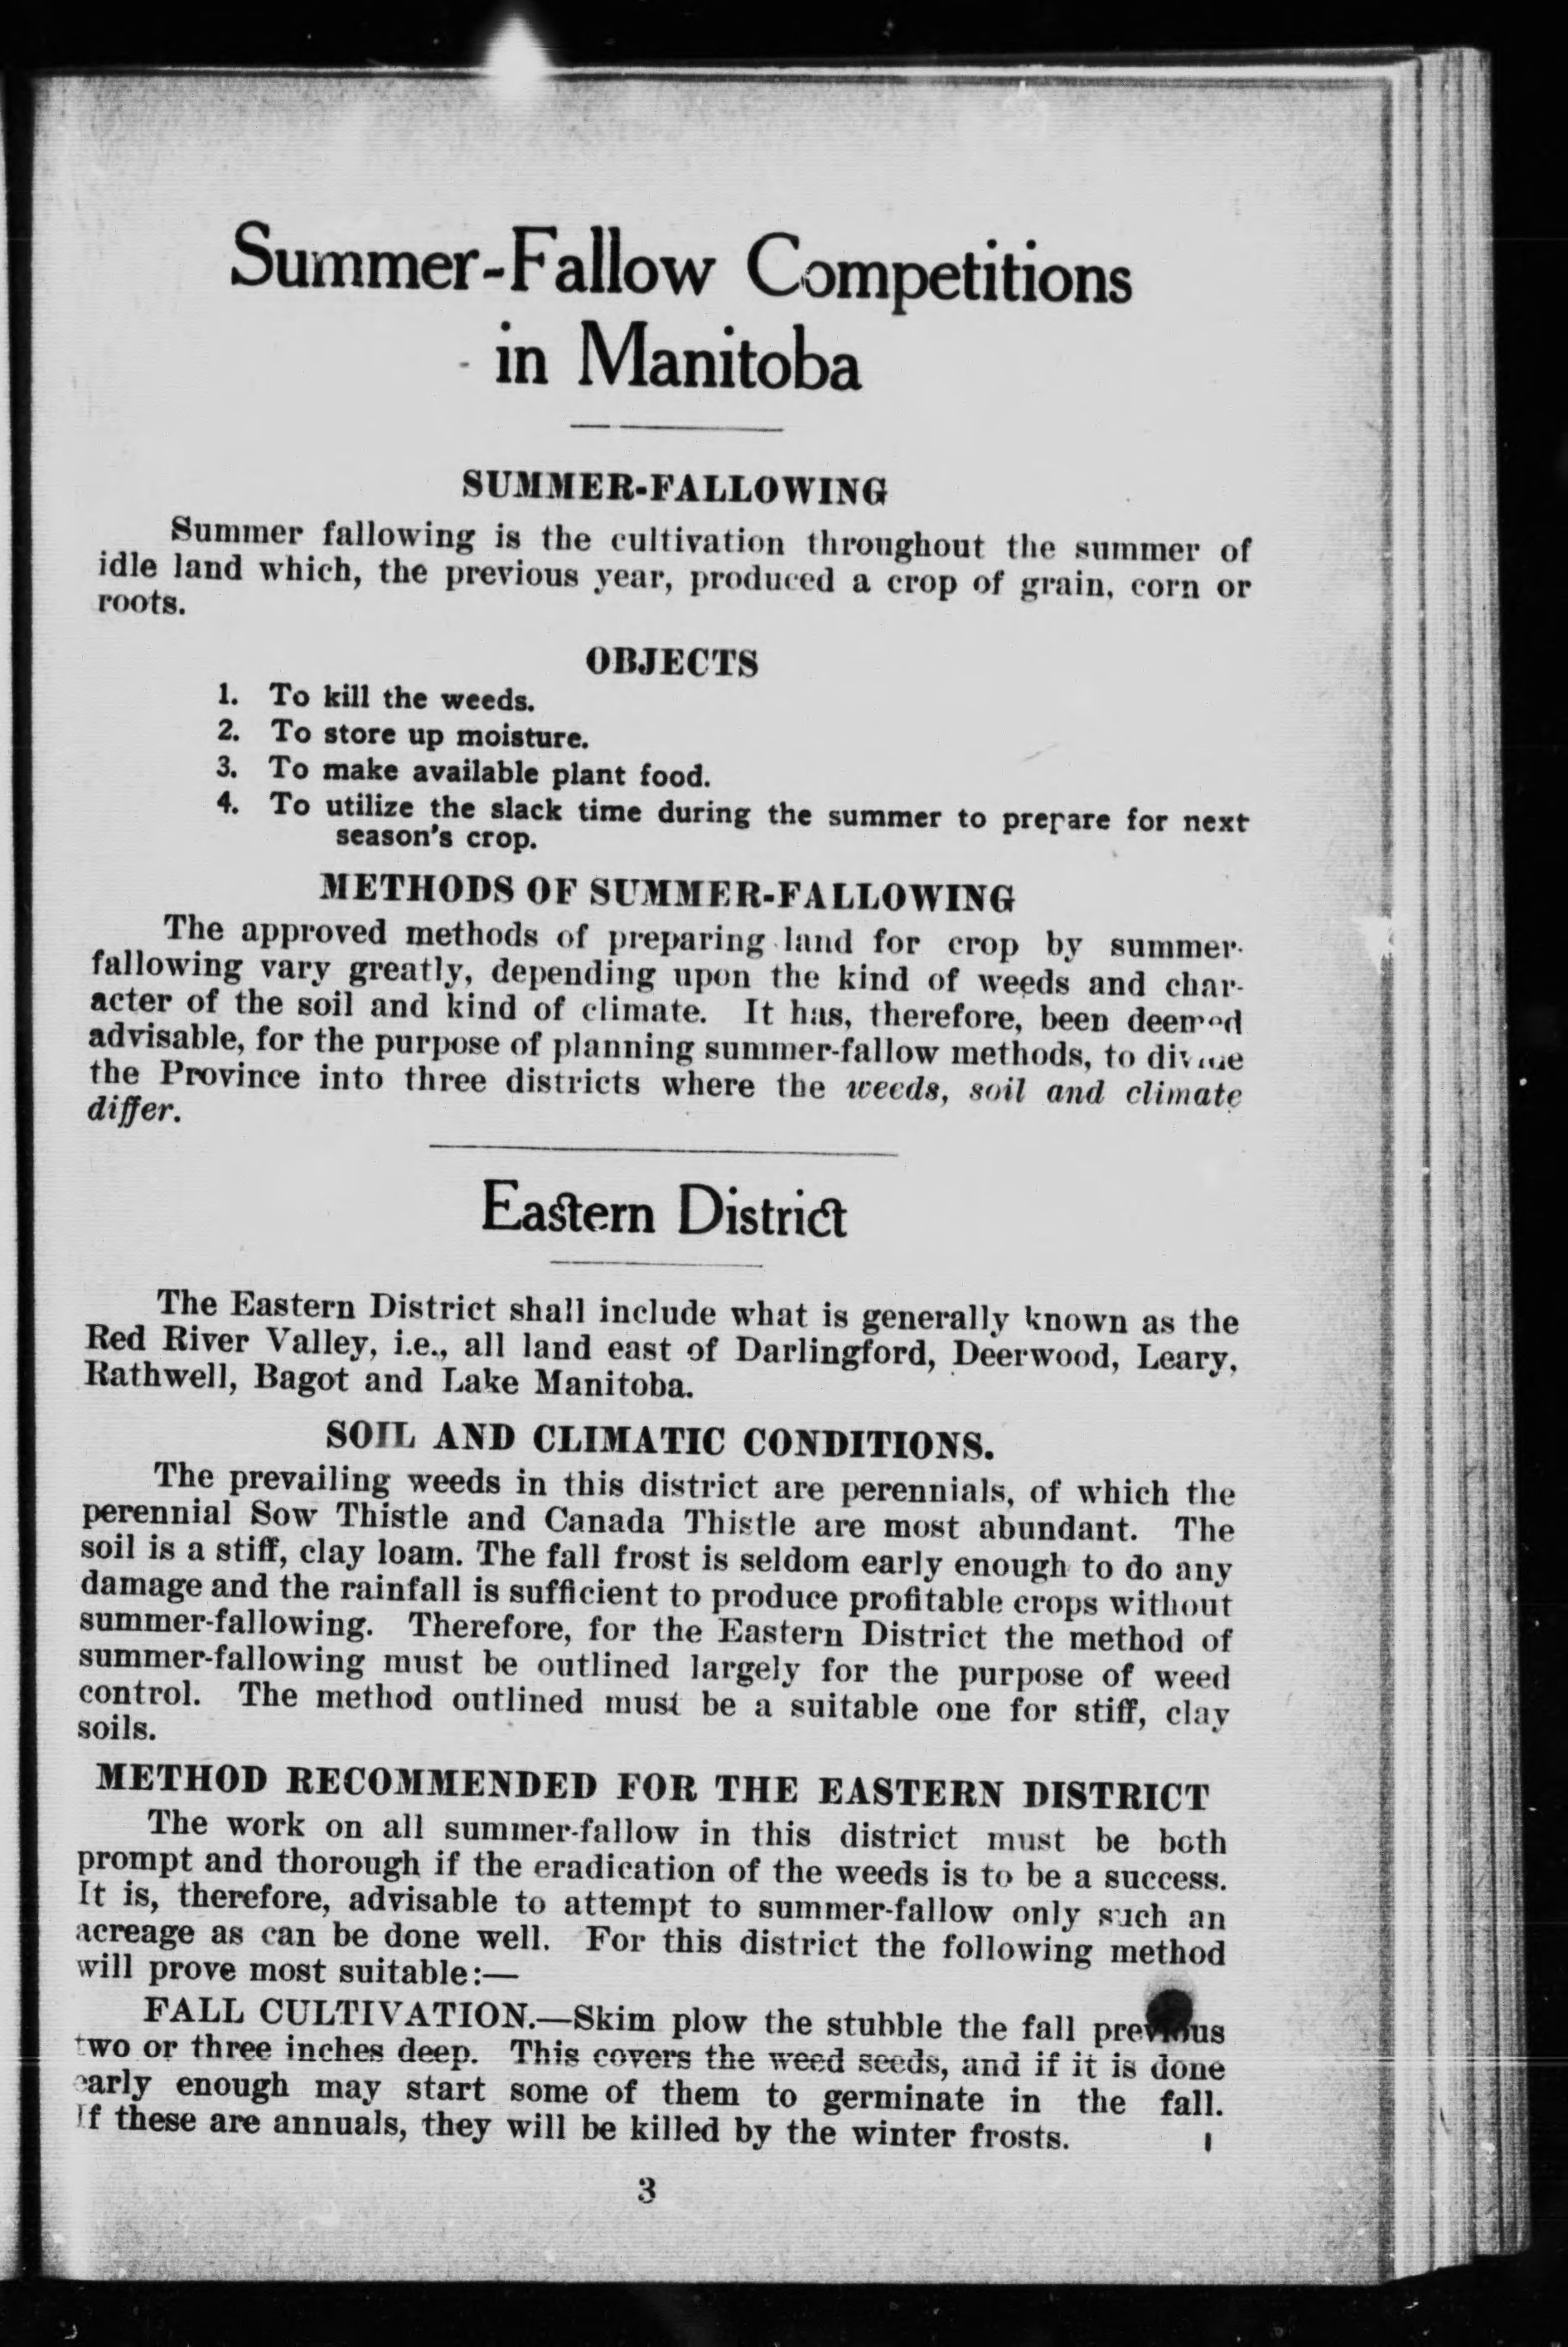 Summer-Fallow Competitions
in Manitoba
SUMMER-FALLOWING
Summer fallowing is the cultivation throughout the summer of
idle land which, the previous year, produced a crop of grain, corn or
roots.
OBJECTS
1. To kill the weeds.
2. To store up moisture.
3. To make available plant food.
4. To utilize the slack time during the summer to prepare for next
season's crop.
METHODS OF SUMMER-FALLOWING
The approved methods of preparing land for crop by summer-
fallowing vary greatly, depending upon the kind of weeds and char-
acter of the soil and kind of climate. It has, therefore, been deemed
advisable, for the purpose of planning summer-fallow methods, to divide
the Province into three districts where the weeds, soil and climate
differ.
Eastern District
The Eastern District shall include what is generally known as the
Red River Valley, i.e., all land east of Darlingford, Deerwood, Leary,
Rathwell, Bagot and Lake Manitoba.
SOIL AND CLIMATIC CONDITIONS.
The prevailing weeds in this district are perennials, of which the
perennial Sow Thistle and Canada Thistle are most abundant. The
soil is a stiff, clay loam. The fall frost is seldom early enough to do any
damage and the rainfall is sufficient to produce profitable crops without
summer-fallowing. Therefore, for the Eastern District the method of
summer-fallowing must be outlined largely for the purpose of weed
control. The method outlined must be a suitable one for stiff, clay
soils.
METHOD RECOMMENDED FOR THE EASTERN DISTRICT
The work on all summer-fallow in this district must be both
prompt and thorough if the eradication of the weeds is to be a success.
It is, therefore, advisable to attempt to summer-fallow only such an
acreage as can be done well. For this district the following method
will prove most suitable:—
FALL CULTIVATION.—Skim plow the stubble the fall previous
two or three inches deep. This covers the weed seeds, and if it is done
early enough may start some of them to germinate in the fall.
If these are annuals, they will be killed by the winter frosts.
3